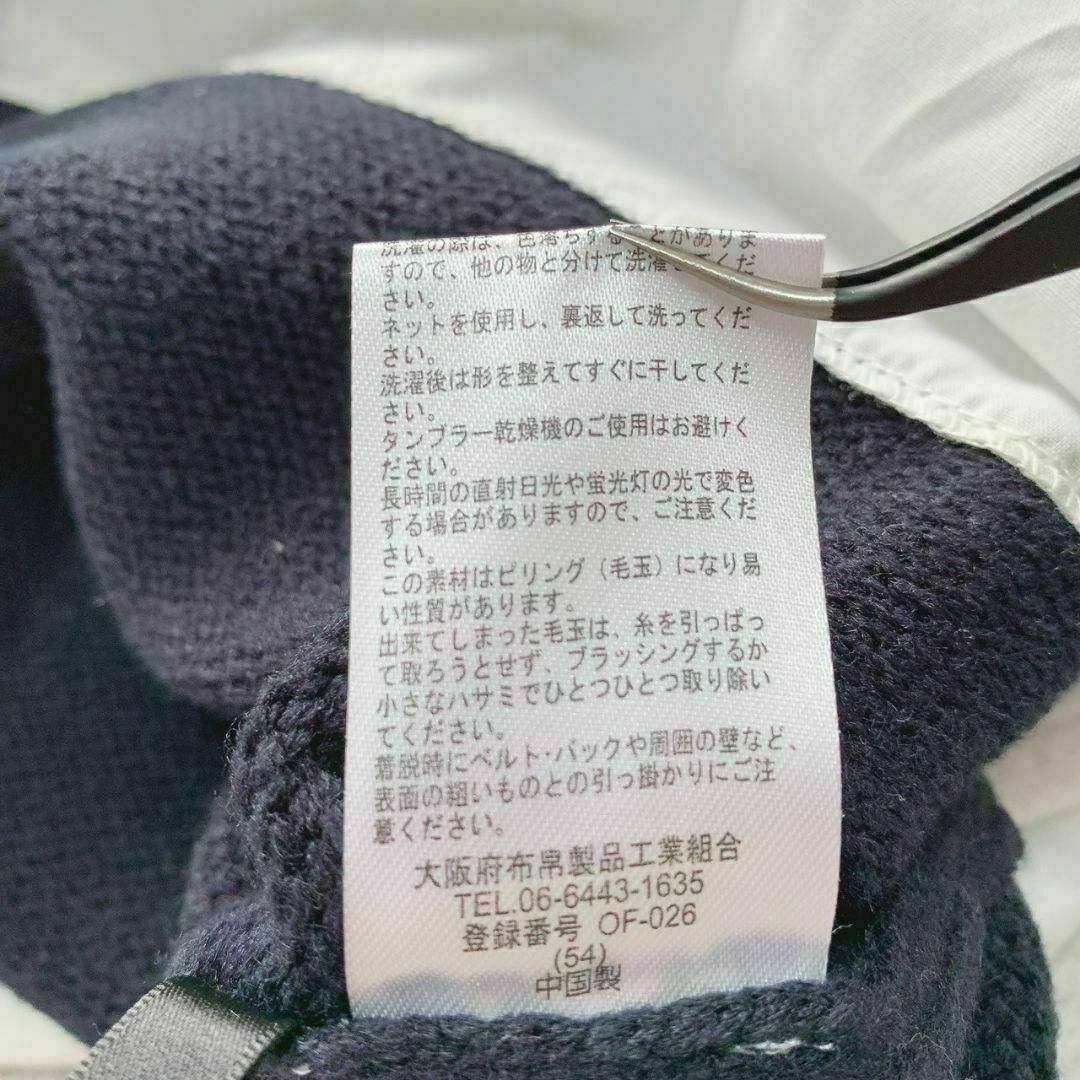 洗濯の際は、色落ちすることがありま
すので、他の物と分けて洗濯してくだ
さい。
ネットを使用し、裏返して洗ってくだ
さい。
洗濯後は形を整えてすぐに干してくだ
さい。
タンブラー乾燥機のご使用はお避けく
ださい。
長時間の直射日光や蛍光灯の光で変色
する場合がありますので、ご注意くだ
さい。
この素材はピリング（毛玉）になり易
い性質があります。
出来てしまった毛玉は、糸を引っぱっ
て取ろうとせず、ブラッシングするか
小さなハサミでひとつひとつ取り除い
てください。
着脱時にベルト・バックや周囲の壁など、
表面の粗いものとの引っ掛かりにご注
意ください。
大阪府布帛製品工業組合
TEL.06-6443-1635
登録番号 OF-026
(54)
中国製